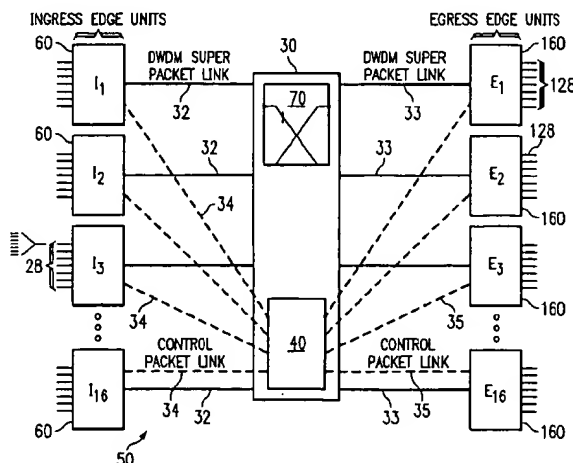 INGRESS EDGE UNITS
EGRESS EDGE UNITS
60
30
160
DWDM SUPER
PACKET LINK
DWDM SUPER
PACKET LINK
I1
70
E1
128
32
33
60
160
I2
32
33
E2
128
34
160
60
I3
E3
28
34
35
160
40
CONTROL
PACKET LINK
CONTROL
PACKET LINK
I16
E16
60
34
32
33
35
160
50